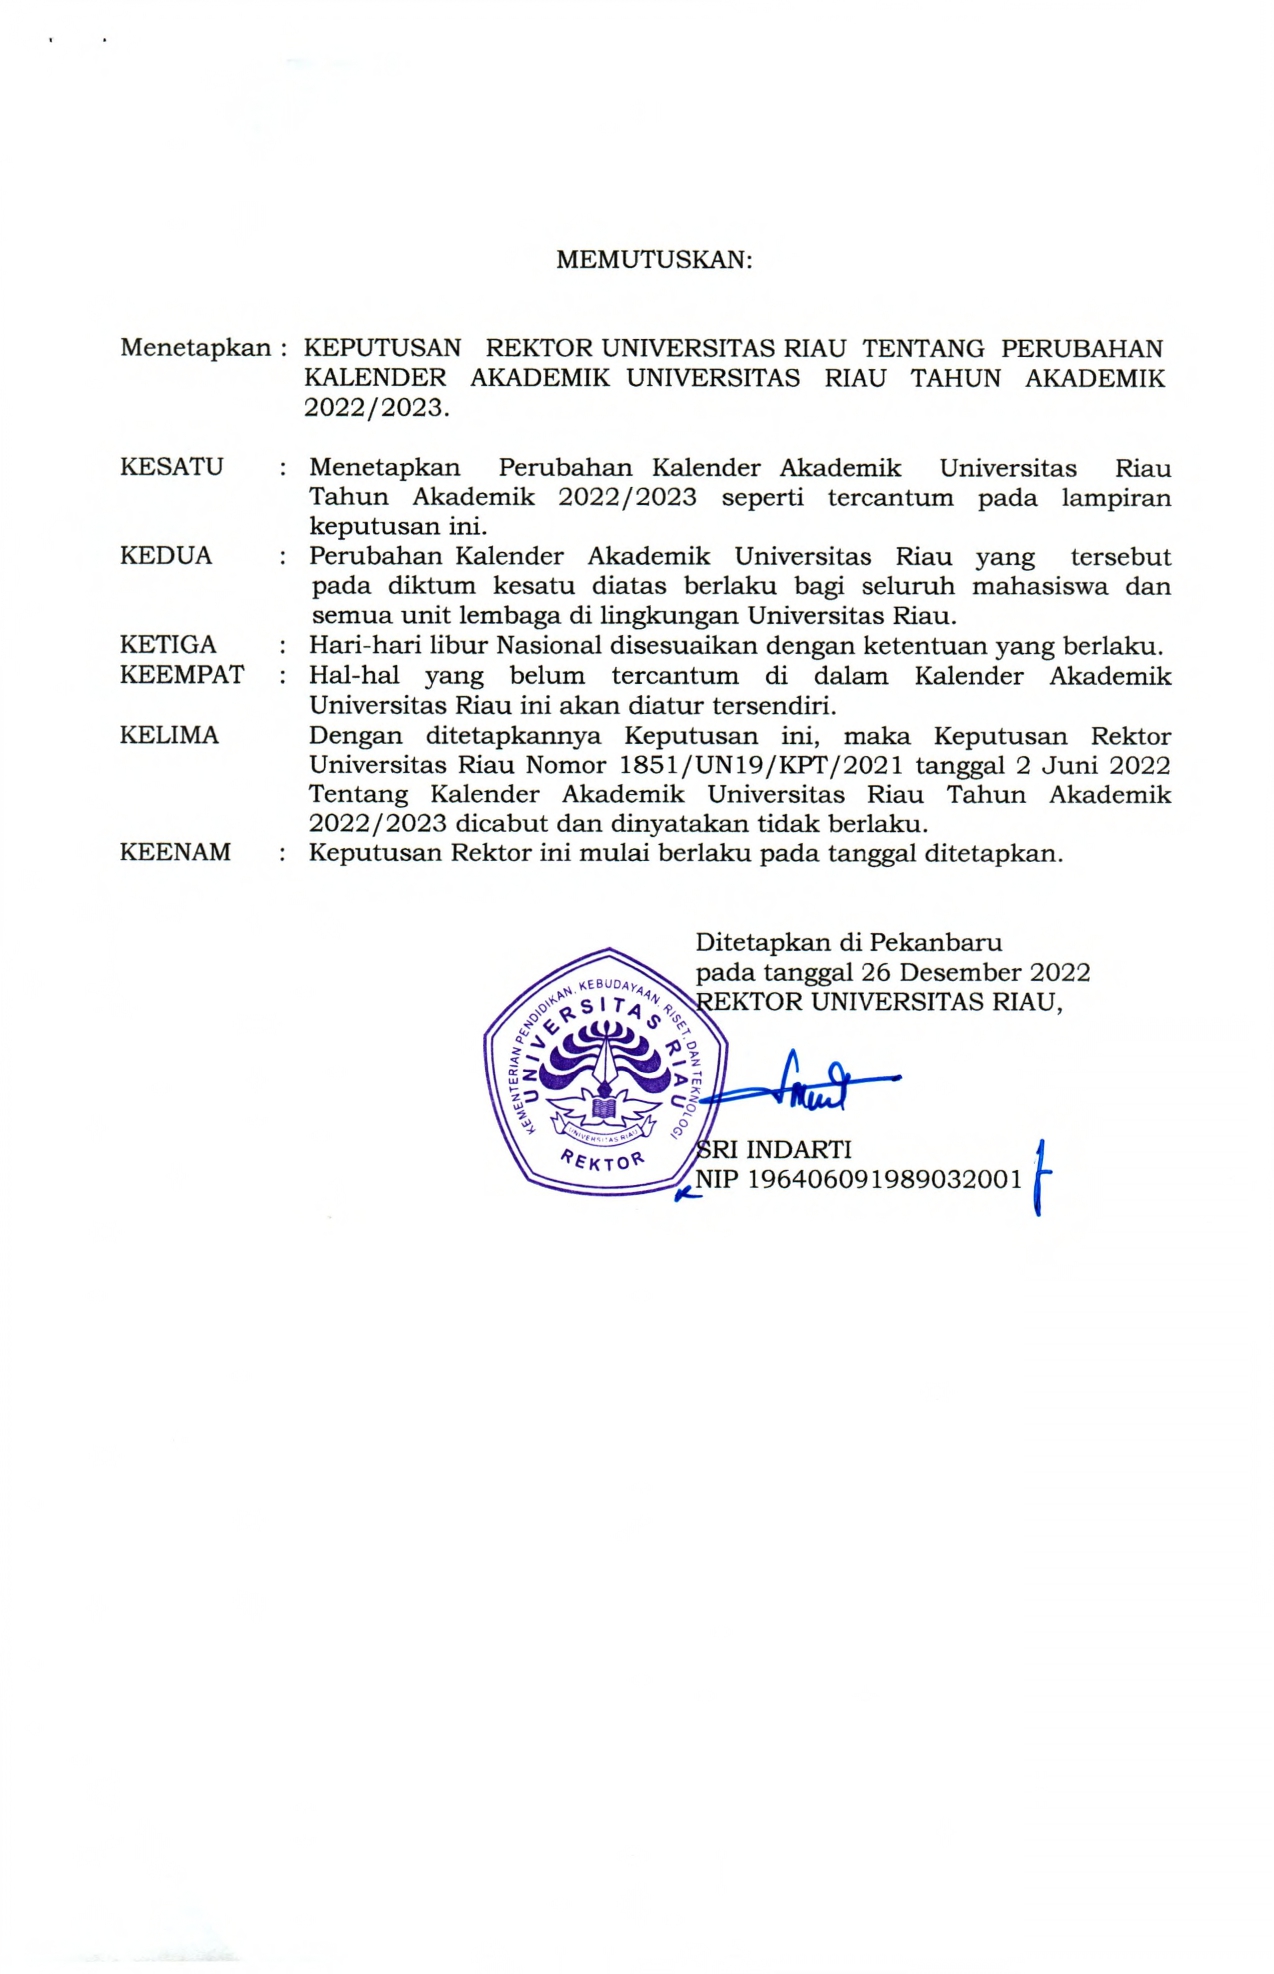 MEMUTUSKAN:
Menetapkan : KEPUTUSAN REKTOR UNIVERSITAS RIAU TENTANG PERUBAHAN
KALENDER AKADEMIK UNIVERSITAS RIAU TAHUN AKADEMIK
2022/2023.
KESATU : Menetapkan Perubahan Kalender Akademik Universitas Riau
Tahun Akademik 2022/2023 seperti tercantum pada lampiran
keputusan ini.
KEDUA : Perubahan Kalender Akademik Universitas Riau yang tersebut
pada diktum kesatu diatas berlaku bagi seluruh mahasiswa dan
semua unit lembaga di lingkungan Universitas Riau.
KETIGA : Hari-hari libur Nasional disesuaikan dengan ketentuan yang berlaku.
KEEMPAT : Hal-hal yang belum tercantum di dalam Kalender Akademik
Universitas Riau ini akan diatur tersendiri.
KELIMA Dengan ditetapkannya Keputusan ini, maka Keputusan Rektor
Universitas Riau Nomor 1851/UN19/KPT/2021 tanggal 2 Juni 2022
Tentang Kalender Akademik Universitas Riau Tahun Akademik
2022/2023 dicabut dan dinyatakan tidak berlaku.
KEENAM : Keputusan Rektor ini mulai berlaku pada tanggal ditetapkan.
Ditetapkan di Pekanbaru
pada tanggal 26 Desember 2022
REKTOR UNIVERSITAS RIAU,
KEMENTERIAN PENDIDIKAN, KEBUDAYAAN, RISET, DAN TEKNOLOGI
UNIVERSITAS RIAU
UNIVERSITAS RIAU
REKTOR
SRI INDARTI
NIP 196406091989032001